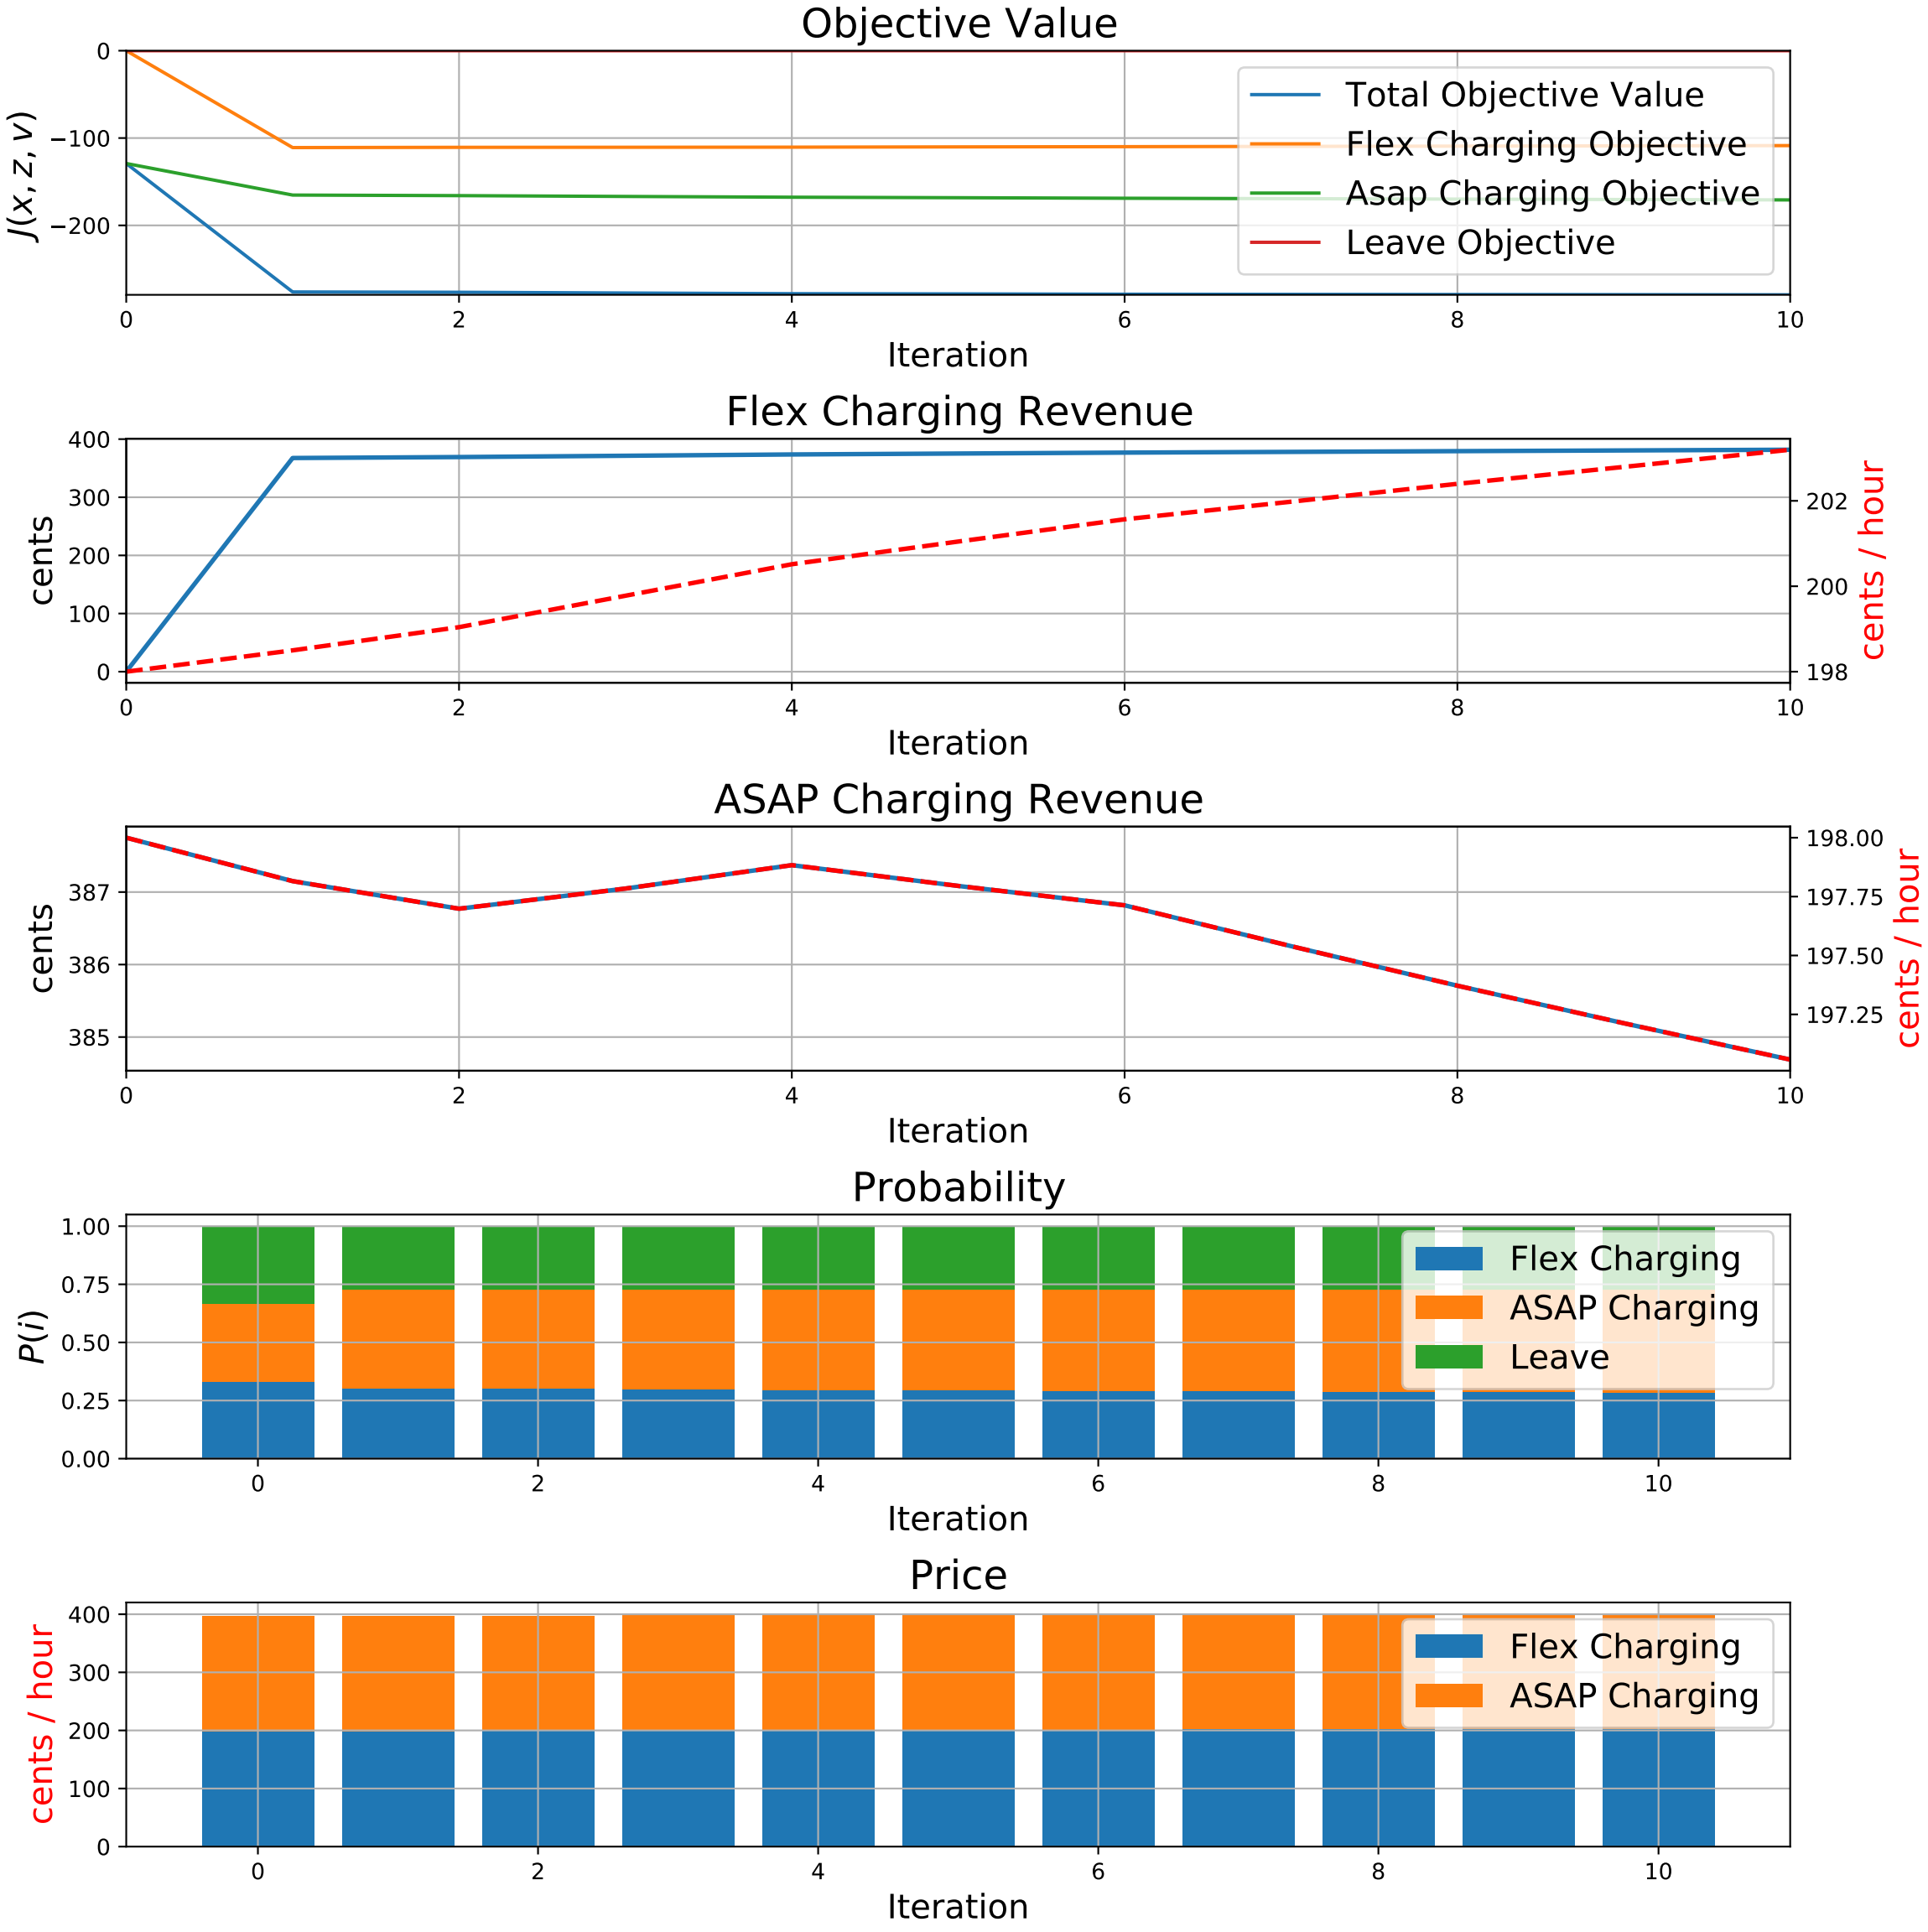 Objective Value
0
−100
−200
J(x, z, v)
Total Objective Value
Flex Charging Objective
Asap Charging Objective
Leave Objective
0 2 4 6 8 10
Iteration
Flex Charging Revenue
400
300
200
100
0
cents
202
200
198
cents / hour
0 2 4 6 8 10
Iteration
ASAP Charging Revenue
387
386
385
cents
198.00
197.75
197.50
197.25
cents / hour
0 2 4 6 8 10
Iteration
Probability
1.00
0.75
0.50
0.25
0.00
P(i)
Flex Charging
ASAP Charging
Leave
0 2 4 6 8 10
Iteration
Price
400
300
200
100
0
cents / hour
Flex Charging
ASAP Charging
0 2 4 6 8 10
Iteration